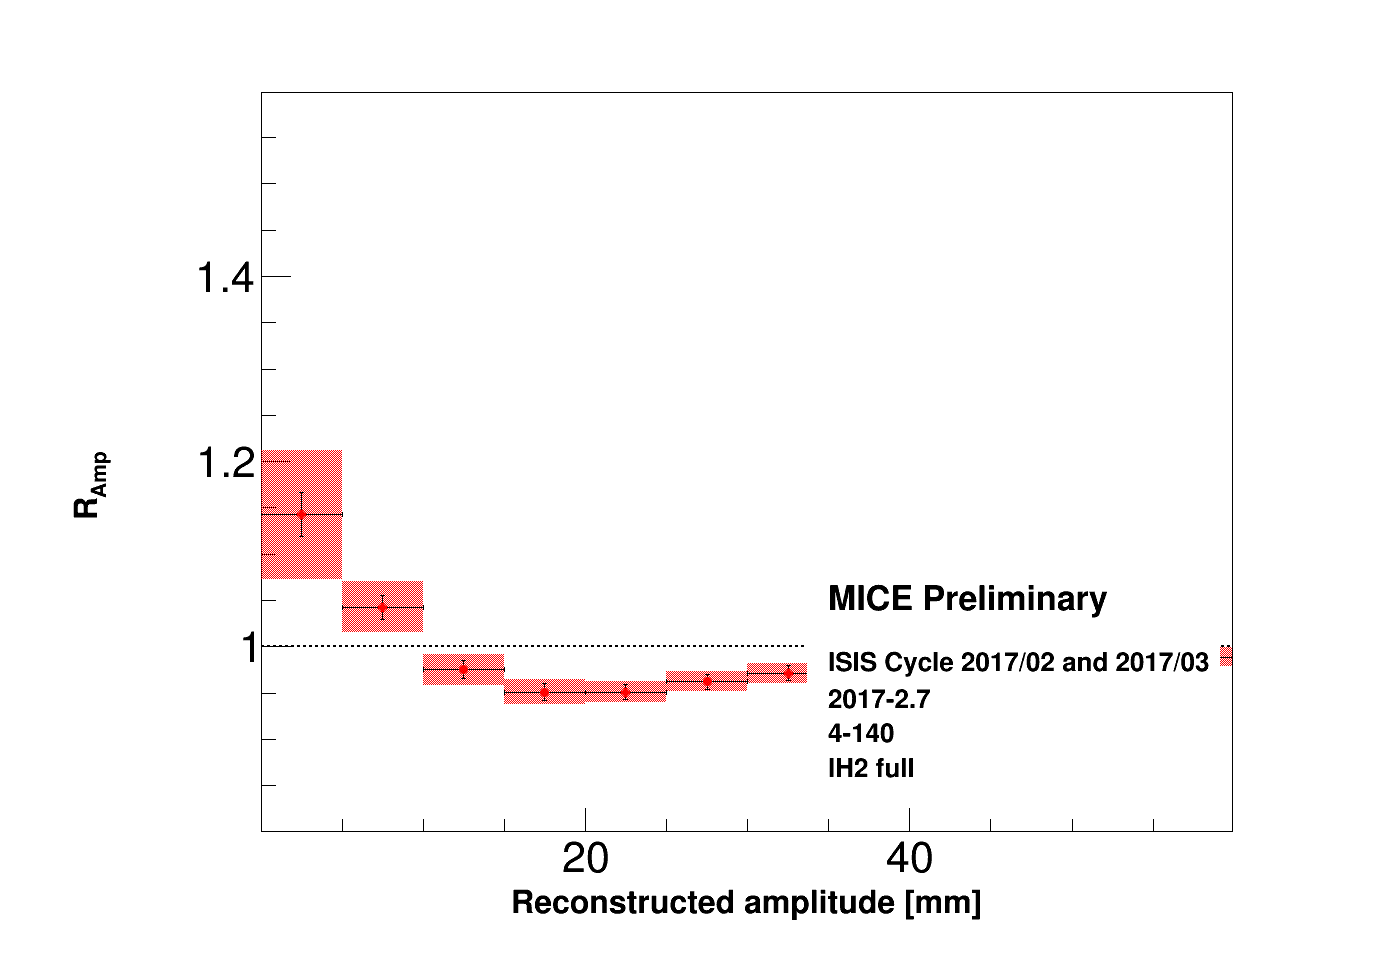 1.4
1.2
1
R_Amp
MICE Preliminary
ISIS Cycle 2017/02 and 2017/03
2017-2.7
4-140
IH2 full
20 40
Reconstructed amplitude [mm]